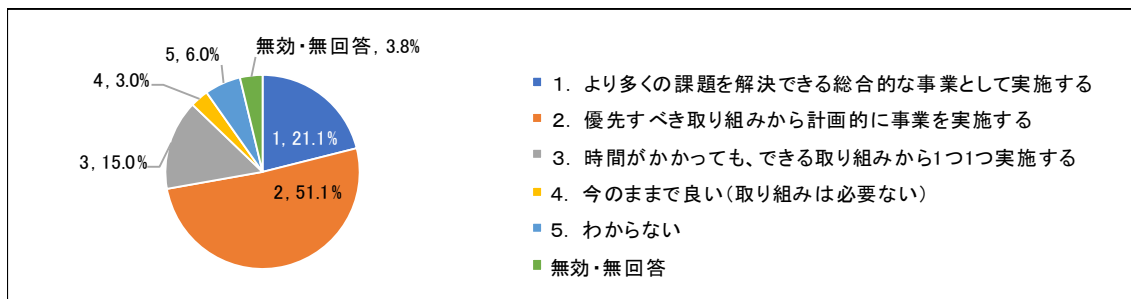 無効・無回答, 3.8%
5, 6.0%
4, 3.0%
3, 15.0%
1, 21.1%
2, 51.1%
1. より多くの課題を解決できる総合的な事業として実施する
2. 優先すべき取り組みから計画的に事業を実施する
3. 時間がかかっても、できる取り組みから1つ1つ実施する
4. 今のままで良い(取り組みは必要ない)
5. わからない
無効・無回答